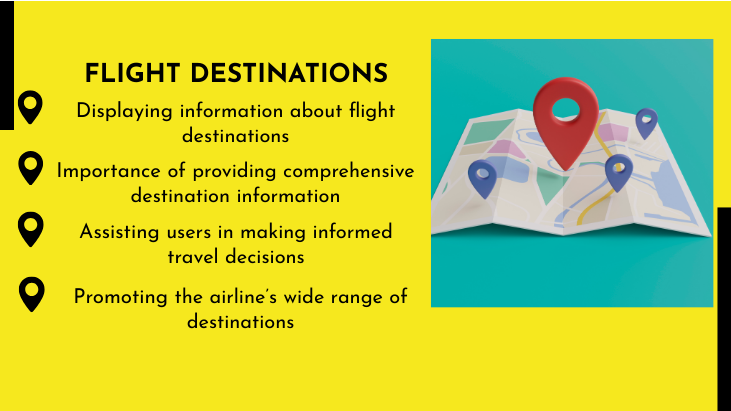 FLIGHT DESTINATIONS
Displaying information about flight
destinations
Importance of providing comprehensive
destination information
Assisting users in making informed
travel decisions
Promoting the airline's wide range of
destinations